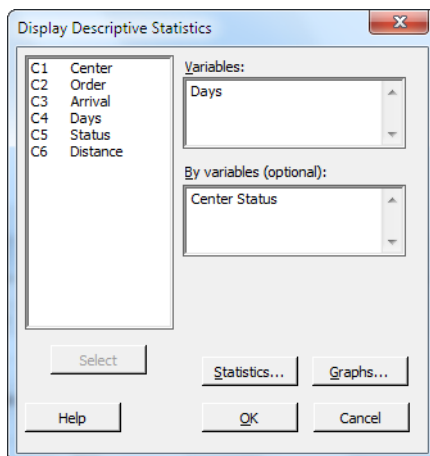 Display Descriptive Statistics
C1 Center
C2 Order
C3 Arrival
C4 Days
C5 Status
C6 Distance
Variables:
Days
By variables (optional):
Center Status
Select
Statistics...
Graphs...
Help
OK
Cancel